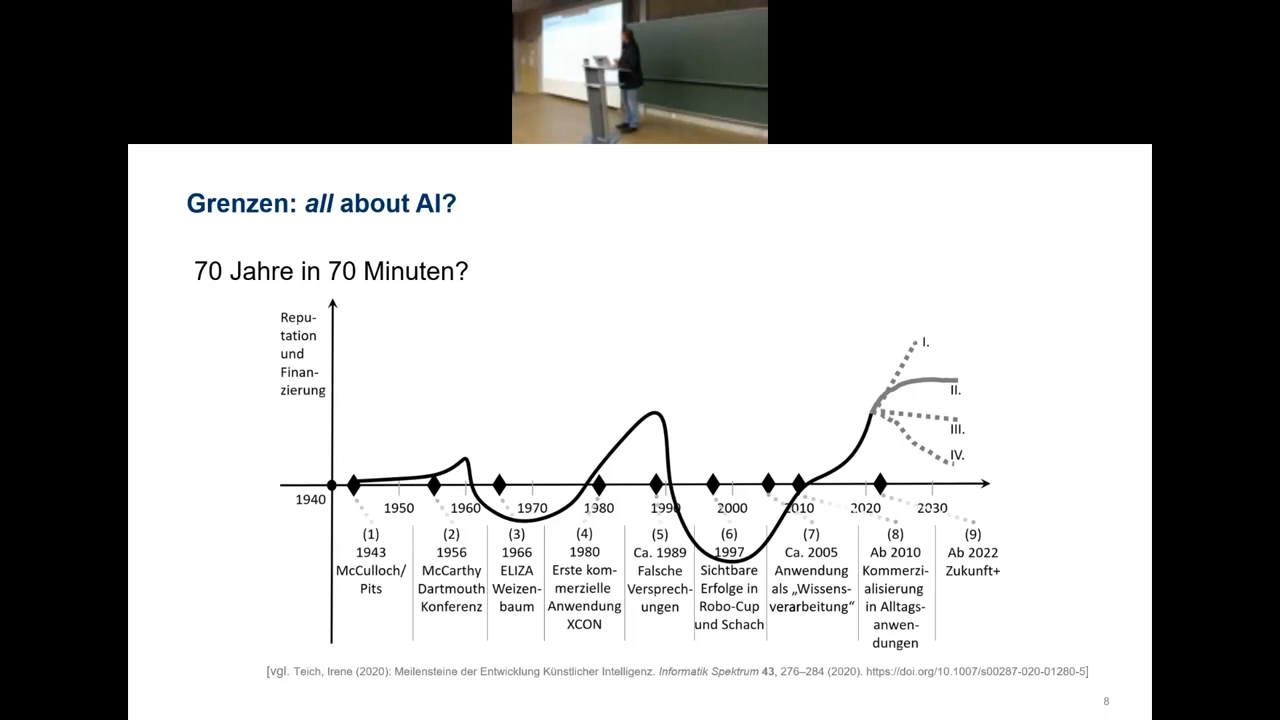 Grenzen: all about AI?
70 Jahre in 70 Minuten?
Repu-
tation
und
Finan-
zierung
I.
II.
III.
IV.
1940
1950
1960
1970
1980
1990
2000
2010
2020
2230
(1)
1943
McCulloch/
Pits
(2)
1956
McCarthy
Dartmouth
Konferenz
(3)
1966
ELIZA
Weizen-
baum
(4)
1980
Erste kom-
merzielle
Anwendung
XCON
(5)
Ca. 1989
Falsche
Versprech-
ungen
(6)
1997
Sichtbare
Erfolge in
Robo-Cup
und Schach
(7)
Ca. 2005
Anwendung
als „Wissens-
verarbeitung“
(8)
Ab 2010
Kommerzi-
alisierung
in Alltags-
anwen-
dungen
(9)
Ab 2022
Zukunft+
[vgl. Teich, Irene (2020): Meilensteine der Entwicklung Künstlicher Intelligenz. Informatik Spektrum 43, 276–284 (2020). https://doi.org/10.1007/s00287-020-01280-5]
8